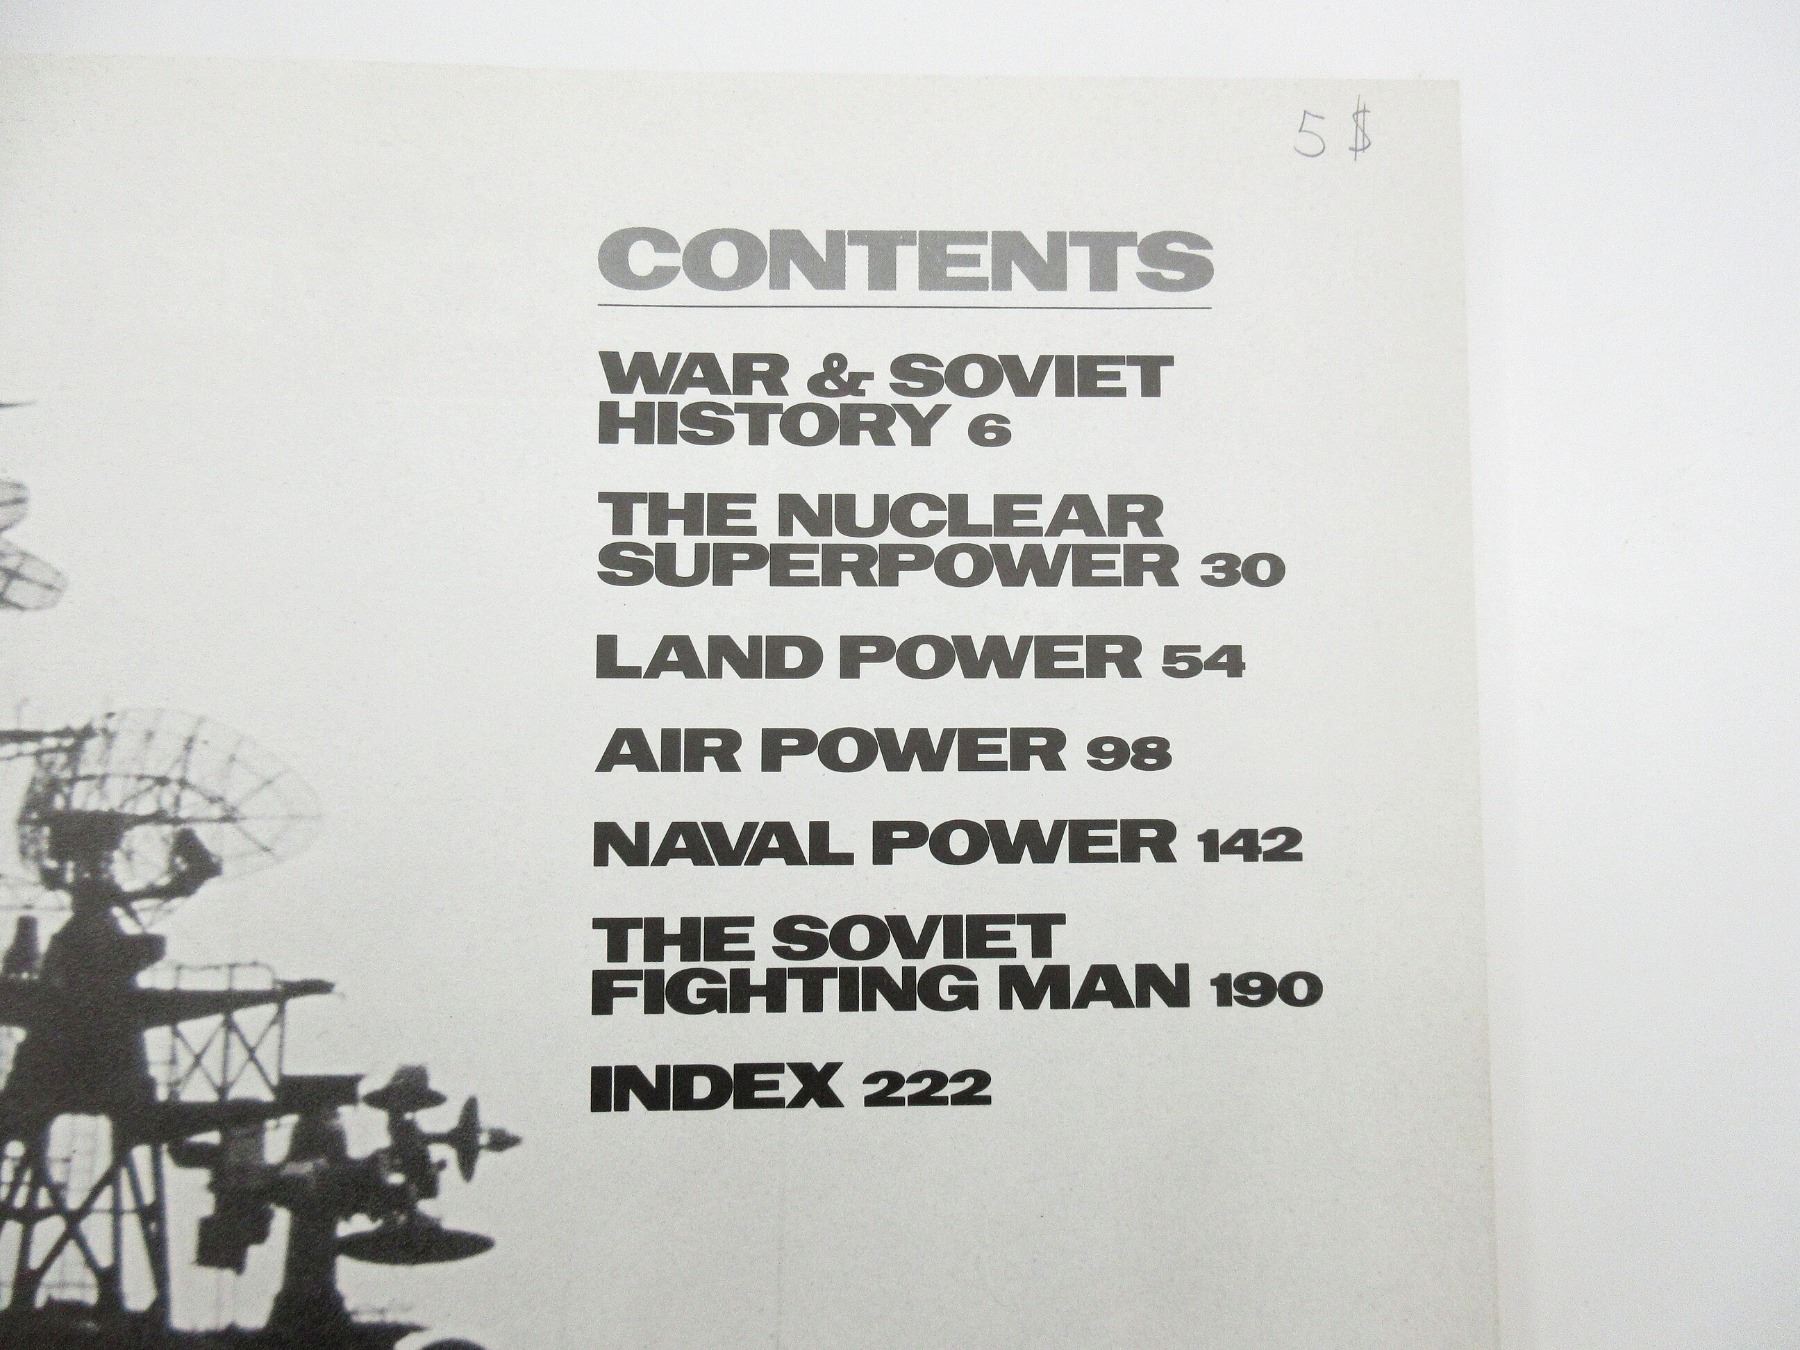 5 $
CONTENTS
WAR & SOVIET
HISTORY 6
THE NUCLEAR
SUPERPOWER 30
LAND POWER 54
AIR POWER 98
NAVAL POWER 142
THE SOVIET
FIGHTING MAN 190
INDEX 222